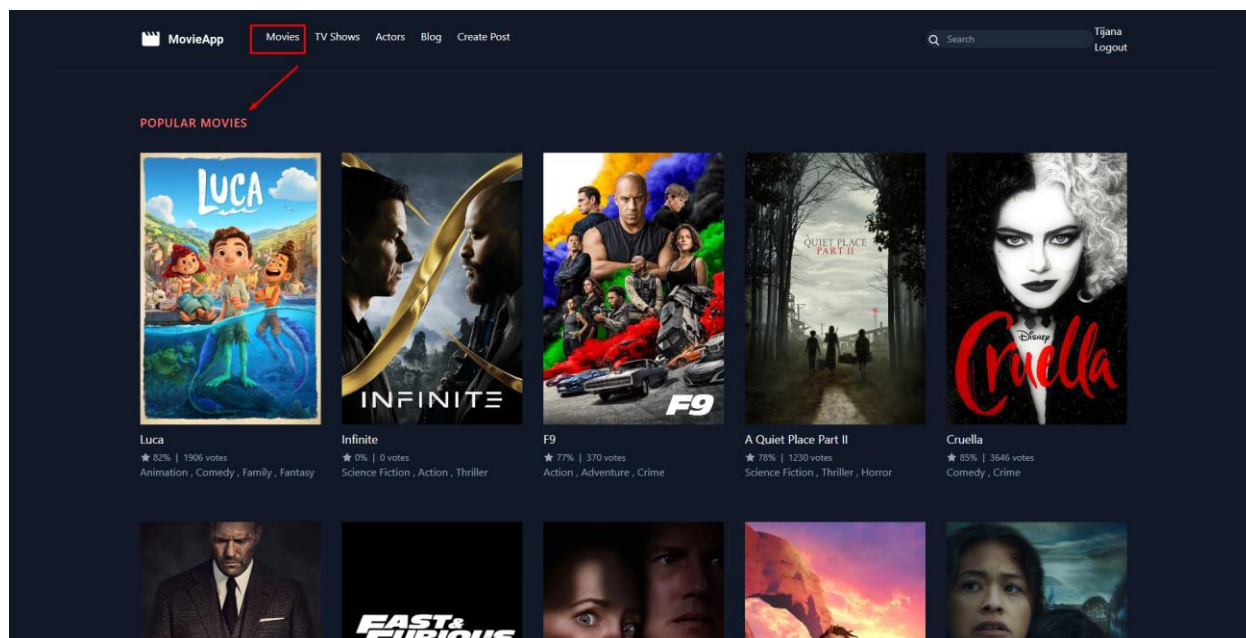 MovieApp Movies TV Shows Actors Blog Create Post Search Tijana
Logout
POPULAR MOVIES
LUCA
INFINITE
F9
A QUIET PLACE
PART II
DISNEY
Cruella
Luca Infinite F9 A Quiet Place Part II Cruella
82% | 1906 votes 0% | 0 votes 77% | 370 votes 78% | 1230 votes 85% | 3646 votes
Animation , Comedy , Family , Fantasy Science Fiction , Action , Thriller Action , Adventure , Crime Science Fiction , Thriller , Horror Comedy , Crime
FAST&
FURIOUS